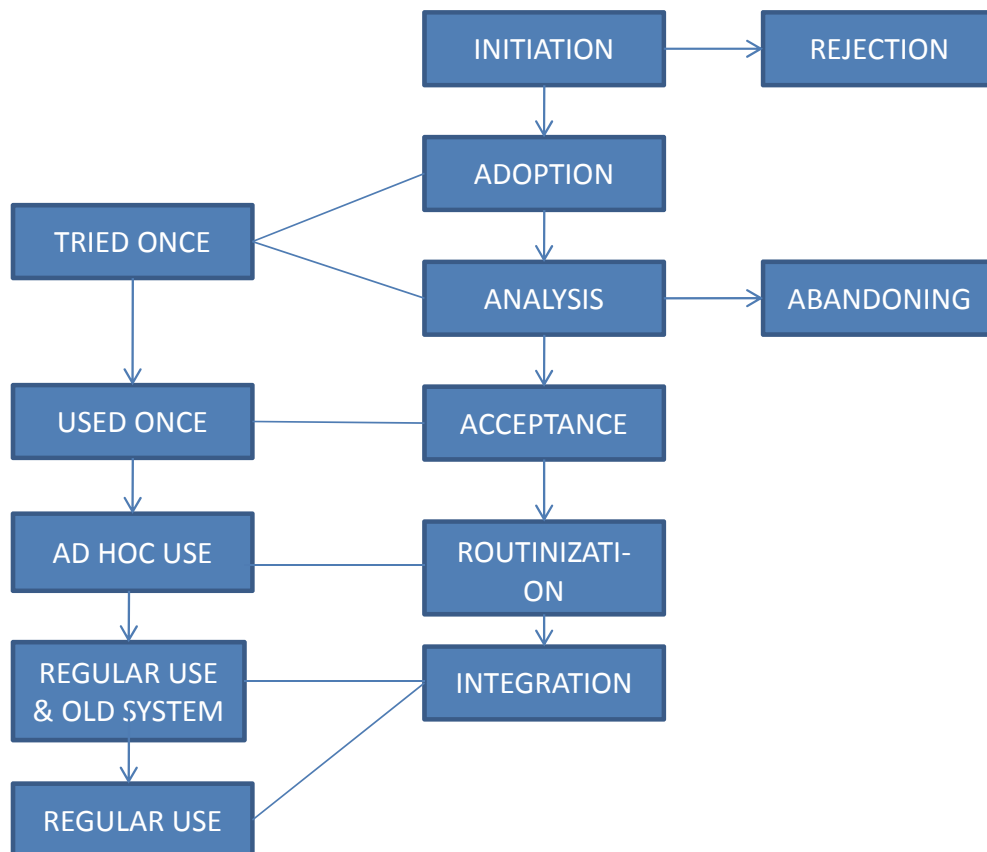 INITIATION
REJECTION
ADOPTION
TRIED ONCE
ANALYSIS
ABANDONING
USED ONCE
ACCEPTANCE
AD HOC USE
ROUTINIZATI-
ON
REGULAR USE
& OLD SYSTEM
INTEGRATION
REGULAR USE